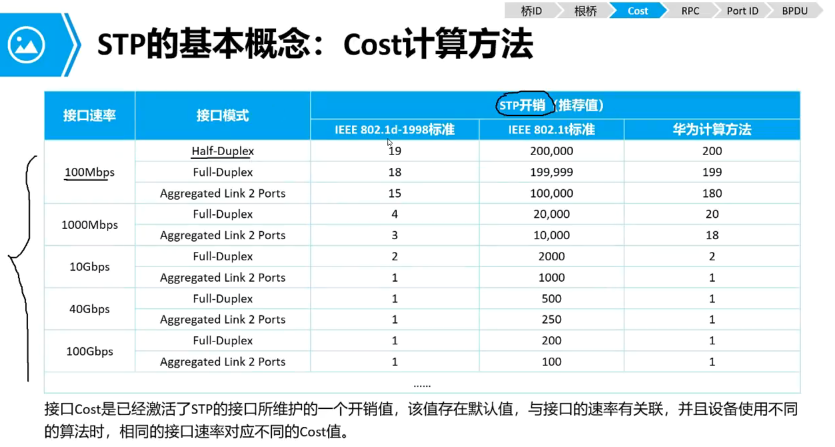 桥ID 根桥 Cost RPC Port ID BPDU
STP的基本概念：Cost计算方法
接口速率 接口模式 STP开销（推荐值）
IEEE 802.1d-1998标准 IEEE 802.1t标准 华为计算方法
100Mbps Half-Duplex 19 200,000 200
Full-Duplex 18 199,999 199
Aggregated Link 2 Ports 15 100,000 180
1000Mbps Full-Duplex 4 20,000 20
Aggregated Link 2 Ports 3 10,000 18
10Gbps Full-Duplex 2 2000 2
Aggregated Link 2 Ports 1 1000 1
40Gbps Full-Duplex 1 500 1
Aggregated Link 2 Ports 1 250 1
100Gbps Full-Duplex 1 200 1
Aggregated Link 2 Ports 1 100 1
......
接口Cost是已经激活了STP的接口所维护的一个开销值，该值存在默认值，与接口的速率有关联，并且设备使用不同
的算法时，相同的接口速率对应不同的Cost值。